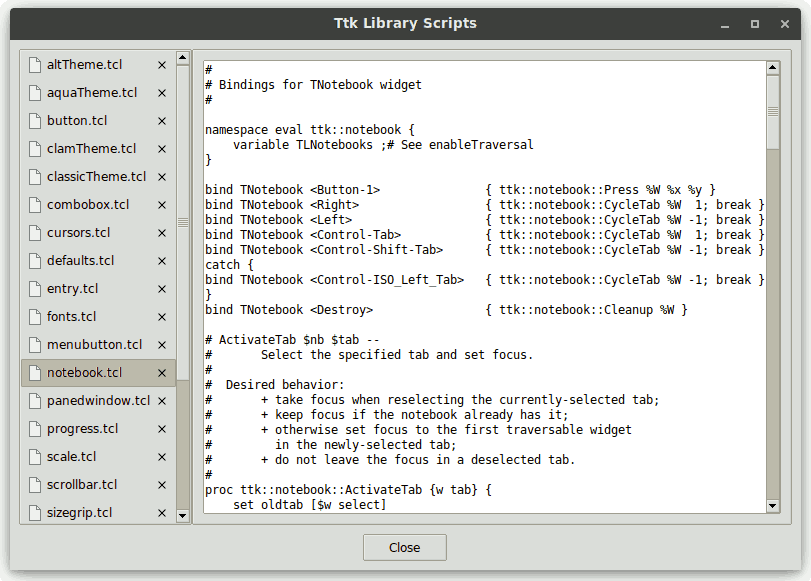 Ttk Library Scripts
altTheme.tcl
aquaTheme.tcl
button.tcl
clamTheme.tcl
classicTheme.tcl
combobox.tcl
cursors.tcl
defaults.tcl
entry.tcl
fonts.tcl
menubutton.tcl
notebook.tcl
panedwindow.tcl
progress.tcl
scale.tcl
scrollbar.tcl
sizegrip.tcl
#
# Bindings for TNotebook widget
#
namespace eval ttk::notebook {
    variable TLNotebooks ;# See enableTraversal
}
bind TNotebook <Button-1>               { ttk::notebook::Press %W %x %y }
bind TNotebook <Right>                  { ttk::notebook::CycleTab %W  1; break }
bind TNotebook <Left>                   { ttk::notebook::CycleTab %W -1; break }
bind TNotebook <Control-Tab>            { ttk::notebook::CycleTab %W  1; break }
bind TNotebook <Control-Shift-Tab>      { ttk::notebook::CycleTab %W -1; break }
catch {
bind TNotebook <Control-ISO_Left_Tab>   { ttk::notebook::CycleTab %W -1; break }
}
bind TNotebook <Destroy>                { ttk::notebook::Cleanup %W }
# ActivateTab $nb $tab --
#       Select the specified tab and set focus.
#
#  Desired behavior:
#       + take focus when reselecting the currently-selected tab;
#       + keep focus if the notebook already has it;
#       + otherwise set focus to the first traversable widget
#         in the newly-selected tab;
#       + do not leave the focus in a deselected tab.
#
proc ttk::notebook::ActivateTab {w tab} {
    set oldtab [$w select]
Close